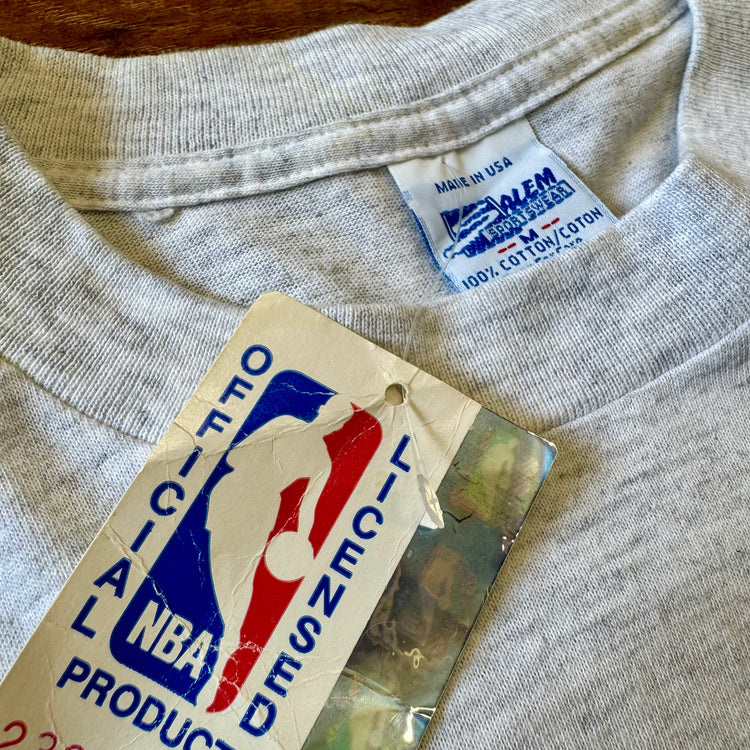 MADE IN USA
SALEM
SPORTSWEAR
M
100% COTTON/COTON
OFFICIAL
LICENSED
NBA
PRODUCT